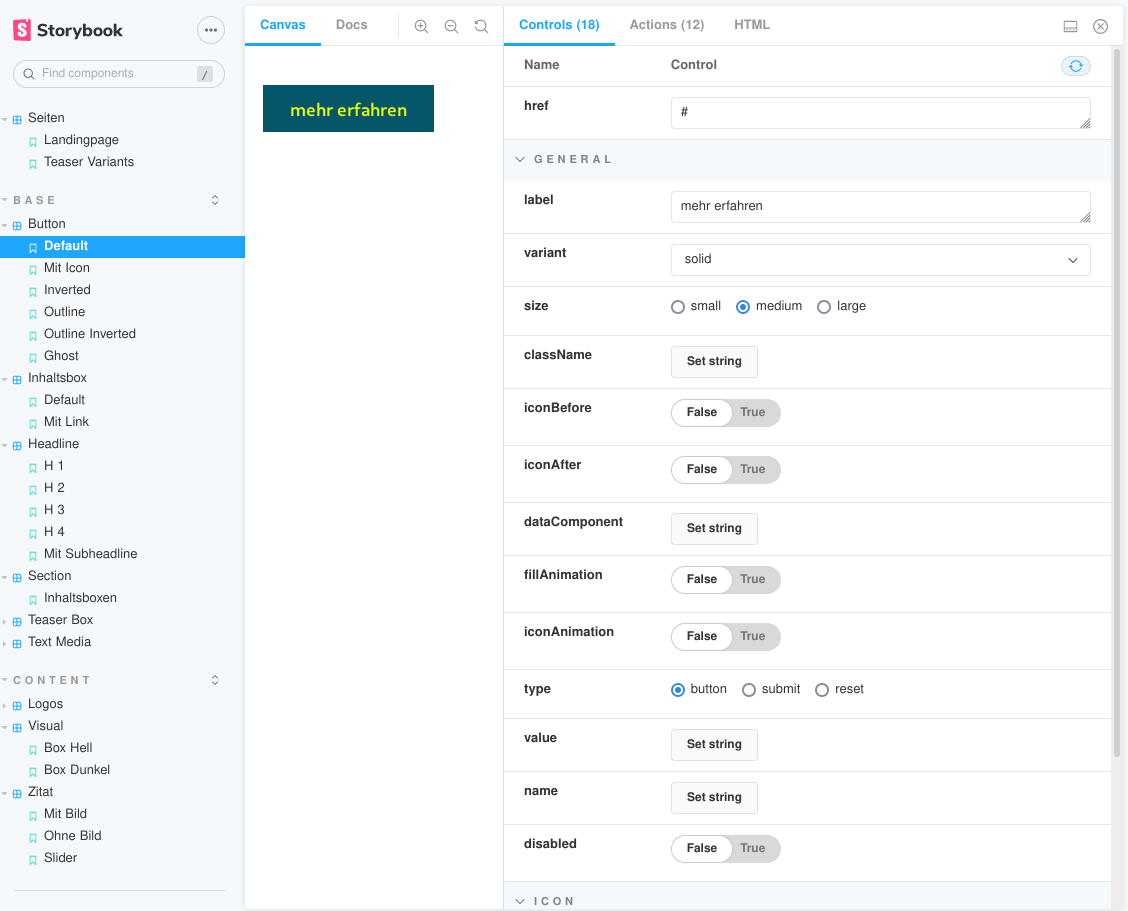 Storybook
Find components
/
Seiten
Landingpage
Teaser Variants
BASE
Button
Default
Mit Icon
Inverted
Outline
Outline Inverted
Ghost
Inhaltsbox
Default
Mit Link
Headline
H 1
H 2
H 3
H 4
Mit Subheadline
Section
Inhaltsboxen
Teaser Box
Text Media
CONTENT
Logos
Visual
Box Hell
Box Dunkel
Zitat
Mit Bild
Ohne Bild
Slider
Canvas Docs
mehr erfahren
Controls (18) Actions (12) HTML
Name Control
href #
GENERAL
label mehr erfahren
variant solid
size small medium large
className Set string
iconBefore False True
iconAfter False True
dataComponent Set string
fillAnimation False True
iconAnimation False True
type button submit reset
value Set string
name Set string
disabled False True
ICON